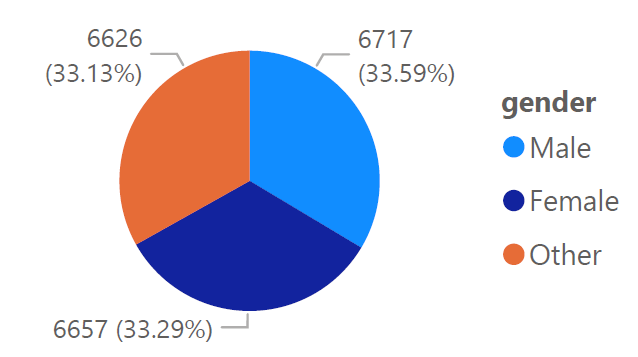 6626
(33.13%)
6717
(33.59%)
6657 (33.29%)
gender
Male
Female
Other